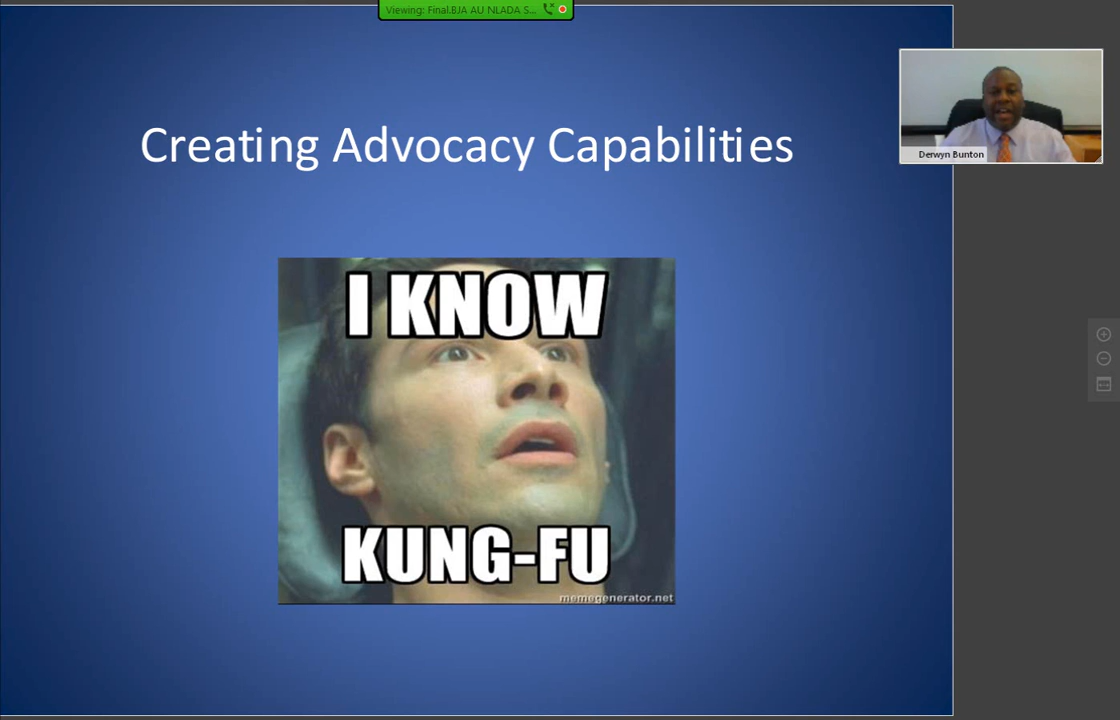 Viewing: Final.BJA AU NLADA S...
Creating Advocacy Capabilities
Derwyn Bunton
I KNOW
KUNG-FU
memegenerator.net